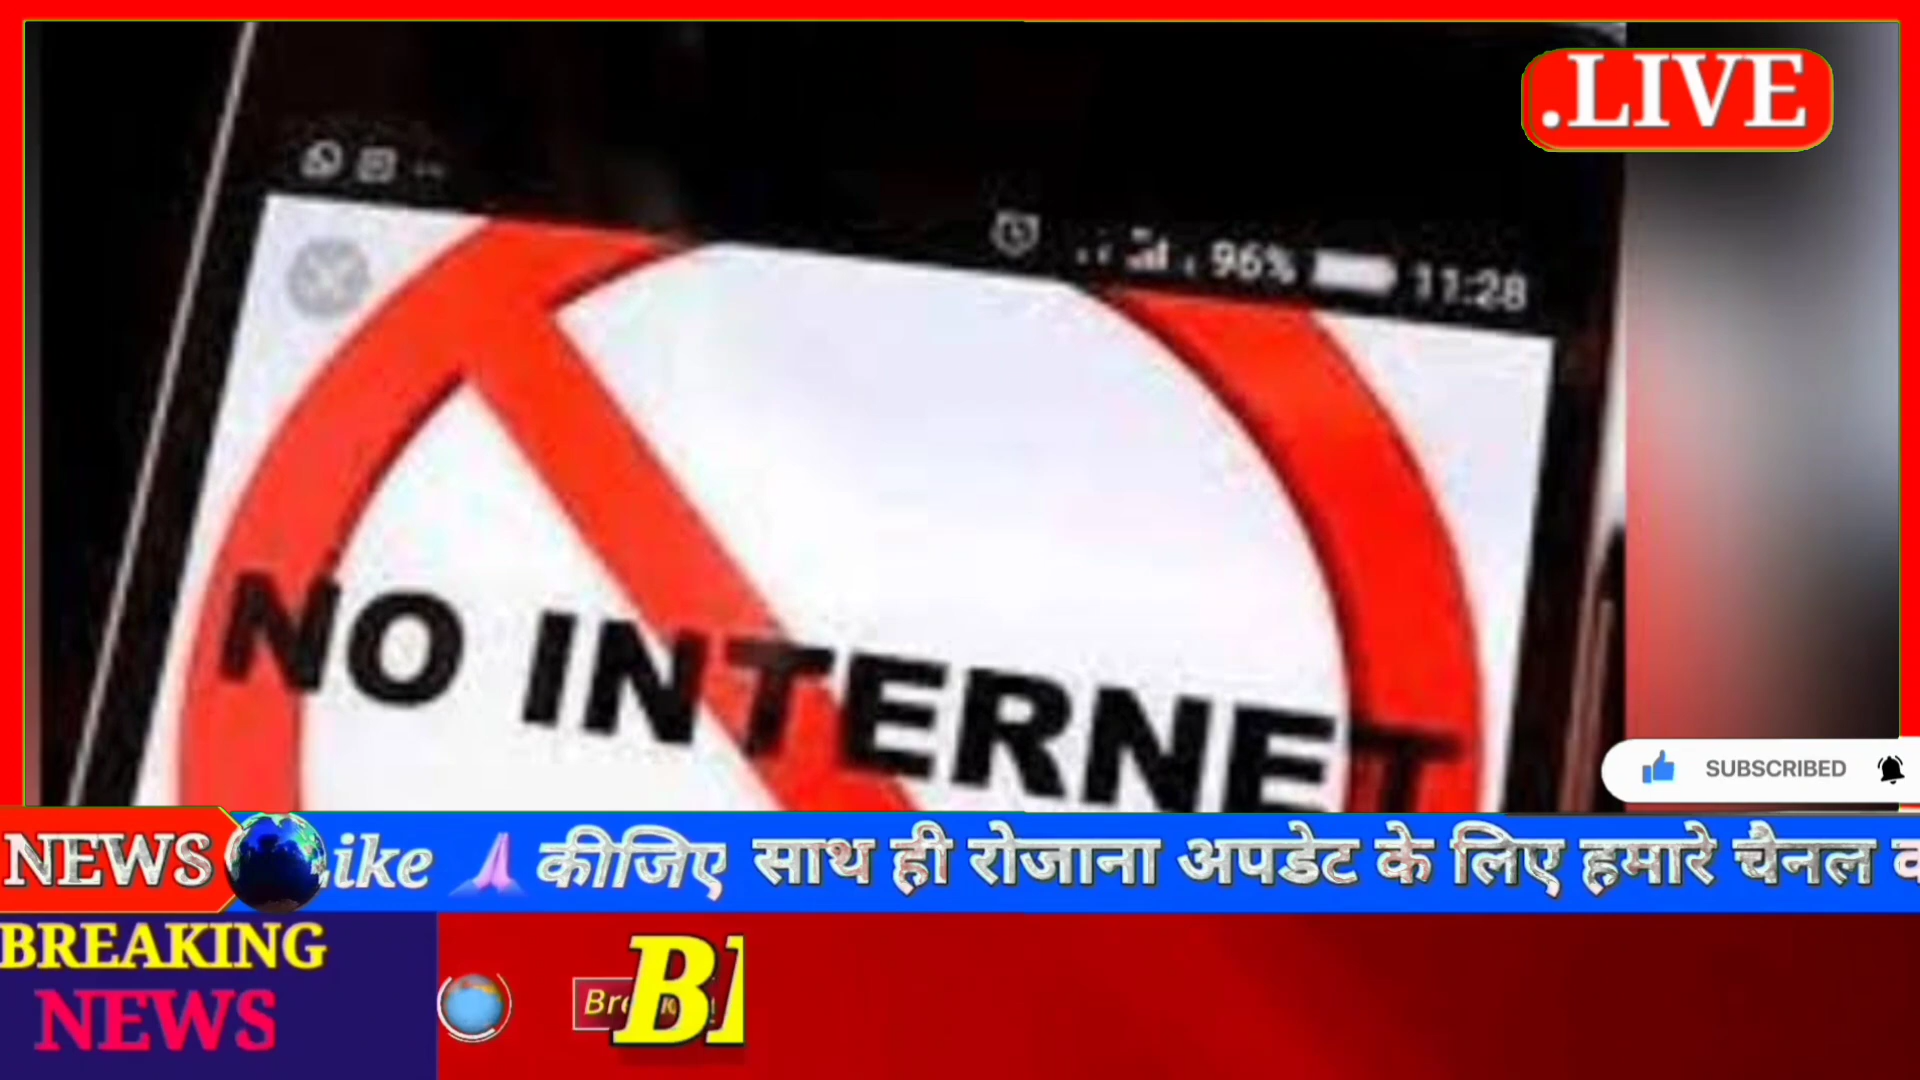 .LIVE
96% 11:28
NO INTERNET
SUBSCRIBED
NEWS ike 🙏 कीजिए साथ ही रोजाना अपडेट के लिए हमारे चैनल
BREAKING
NEWS